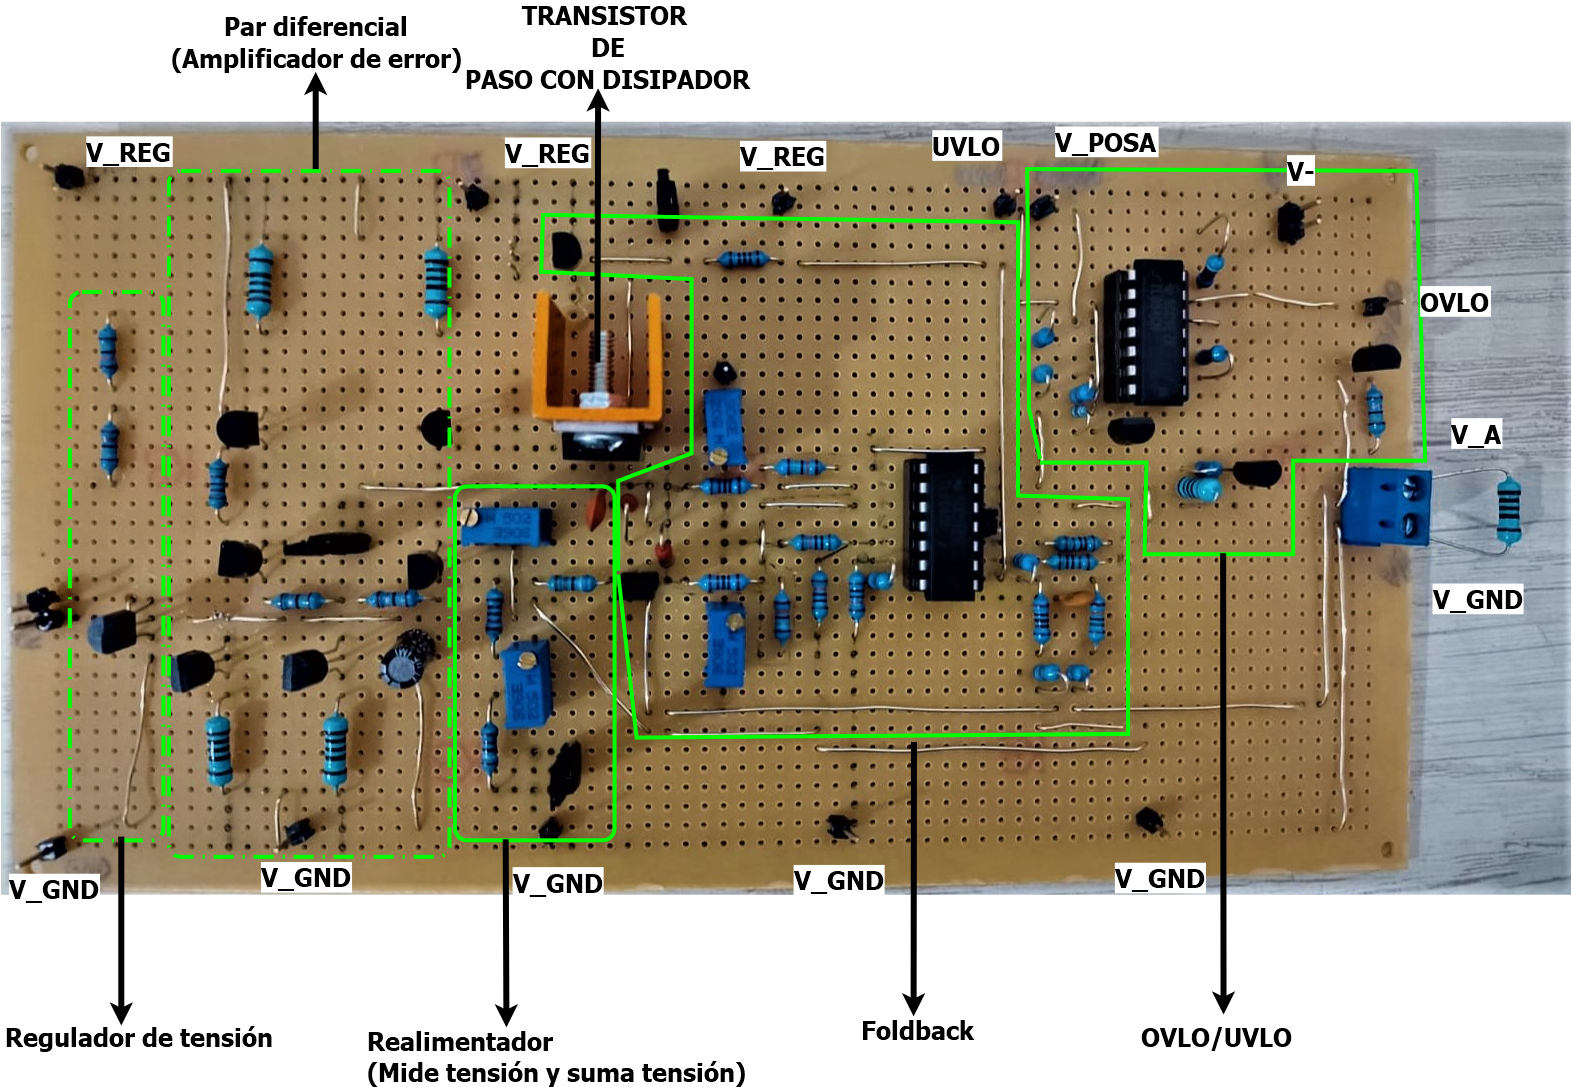 Par diferencial
(Amplificador de error)
TRANSISTOR
DE
PASO CON DISIPADOR
V_REG
V_REG
V_REG
UVLO
V_POSA
V-
OVLO
V_A
V_GND
V_GND
V_GND
V_GND
V_GND
V_GND
Regulador de tensión
Realimentador
(Mide tensión y suma tensión)
Foldback
OVLO/UVLO